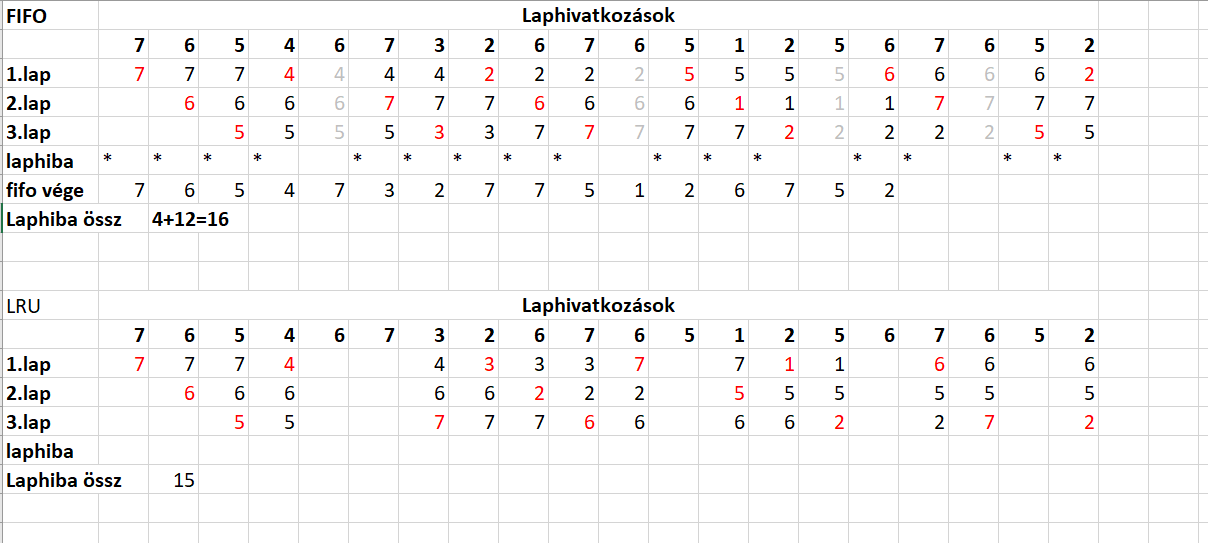 FIFO Laphivatkozások
7 6 5 4 6 7 3 2 6 7 6 5 1 2 5 6 7 6 5 2
1.lap 7 7 7 4 4 4 4 2 2 2 2 5 5 5 5 6 6 6 6 2
2.lap 6 6 6 6 7 7 7 6 6 6 6 1 1 1 1 7 7 7 7
3.lap 5 5 5 5 3 3 7 7 7 7 7 2 2 2 2 2 5 5
laphiba * * * * * * * * * * * * * * * *
fifo vége 7 6 5 4 7 3 2 7 7 5 1 2 6 7 5 2
Laphiba össz 4+12=16
LRU Laphivatkozások
7 6 5 4 6 7 3 2 6 7 6 5 1 2 5 6 7 6 5 2
1.lap 7 7 7 4 4 3 3 3 7 7 1 1 6 6 6
2.lap 6 6 6 6 6 2 2 2 5 5 5 5 5 5
3.lap 5 5 7 7 7 6 6 6 6 2 2 7 2
laphiba
Laphiba össz 15